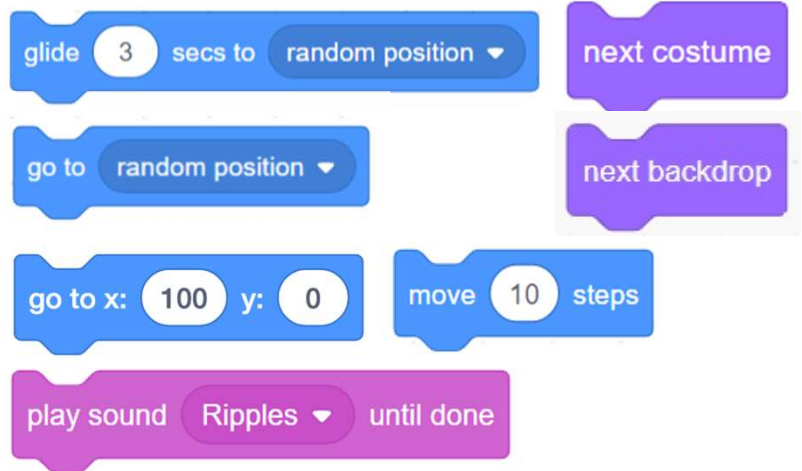 glide 3 secs to random position
next costume
go to random position
next backdrop
go to x: 100 y: 0
move 10 steps
play sound Ripples until done